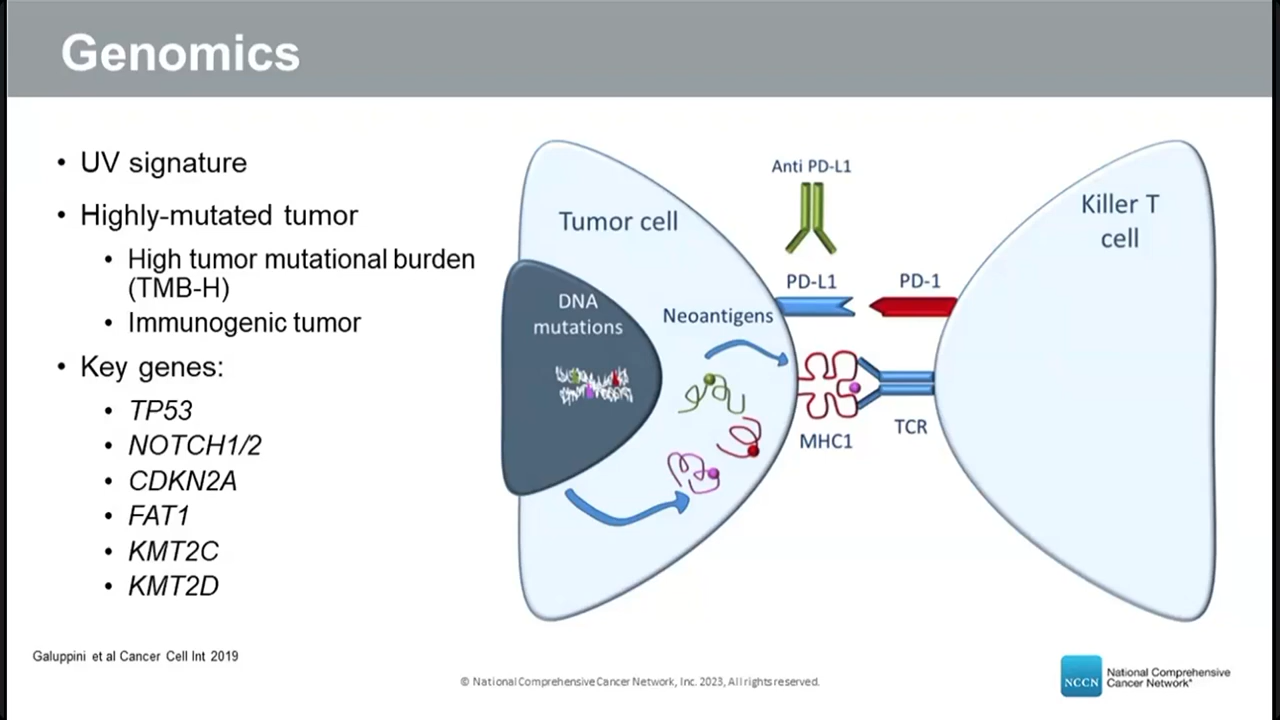 Genomics
• UV signature
• Highly-mutated tumor
• High tumor mutational burden
(TMB-H)
• Immunogenic tumor
• Key genes:
• TP53
• NOTCH1/2
• CDKN2A
• FAT1
• KMT2C
• KMT2D
Anti PD-L1
Tumor cell
Killer T
cell
PD-L1
PD-1
DNA
mutations
Neoantigens
MHC1
TCR
Galuppini et al Cancer Cell Int 2019
© National Comprehensive Cancer Network, Inc. 2023, All rights reserved.
NCCN
National Comprehensive
Cancer Network®